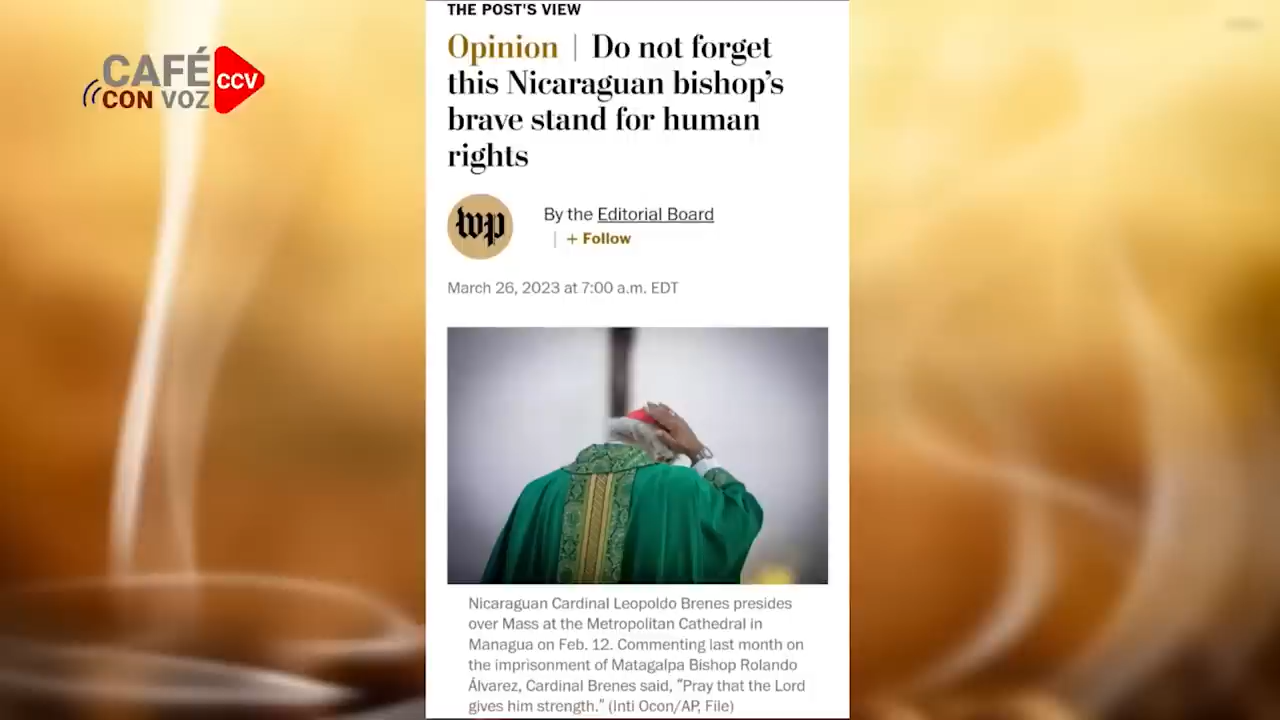 CAFÉ
CON VOZ
CCV
THE POST'S VIEW
Opinion | Do not forget
this Nicaraguan bishop's
brave stand for human
rights
wp
By the Editorial Board
| + Follow
March 26, 2023 at 7:00 a.m. EDT
Nicaraguan Cardinal Leopoldo Brenes presides
over Mass at the Metropolitan Cathedral in
Managua on Feb. 12. Commenting last month on
the imprisonment of Matagalpa Bishop Rolando
Álvarez, Cardinal Brenes said, “Pray that the Lord
gives him strength.” (Inti Ocon/AP, File)